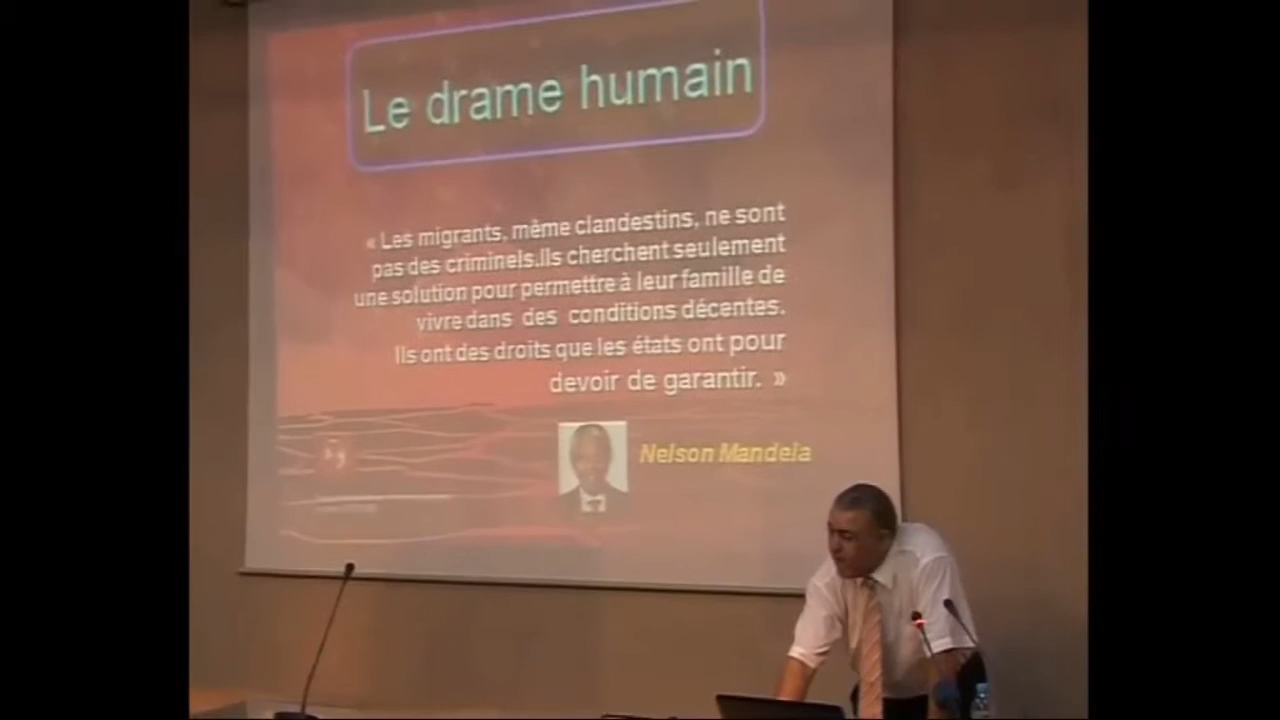 Le drame humain
« Les migrants, même clandestins, ne sont
pas des criminels.Ils cherchent seulement
une solution pour permettre à leur famille de
vivre dans des conditions décentes.
Ils ont des droits que les états ont pour
devoir de garantir. »
Nelson Mandela